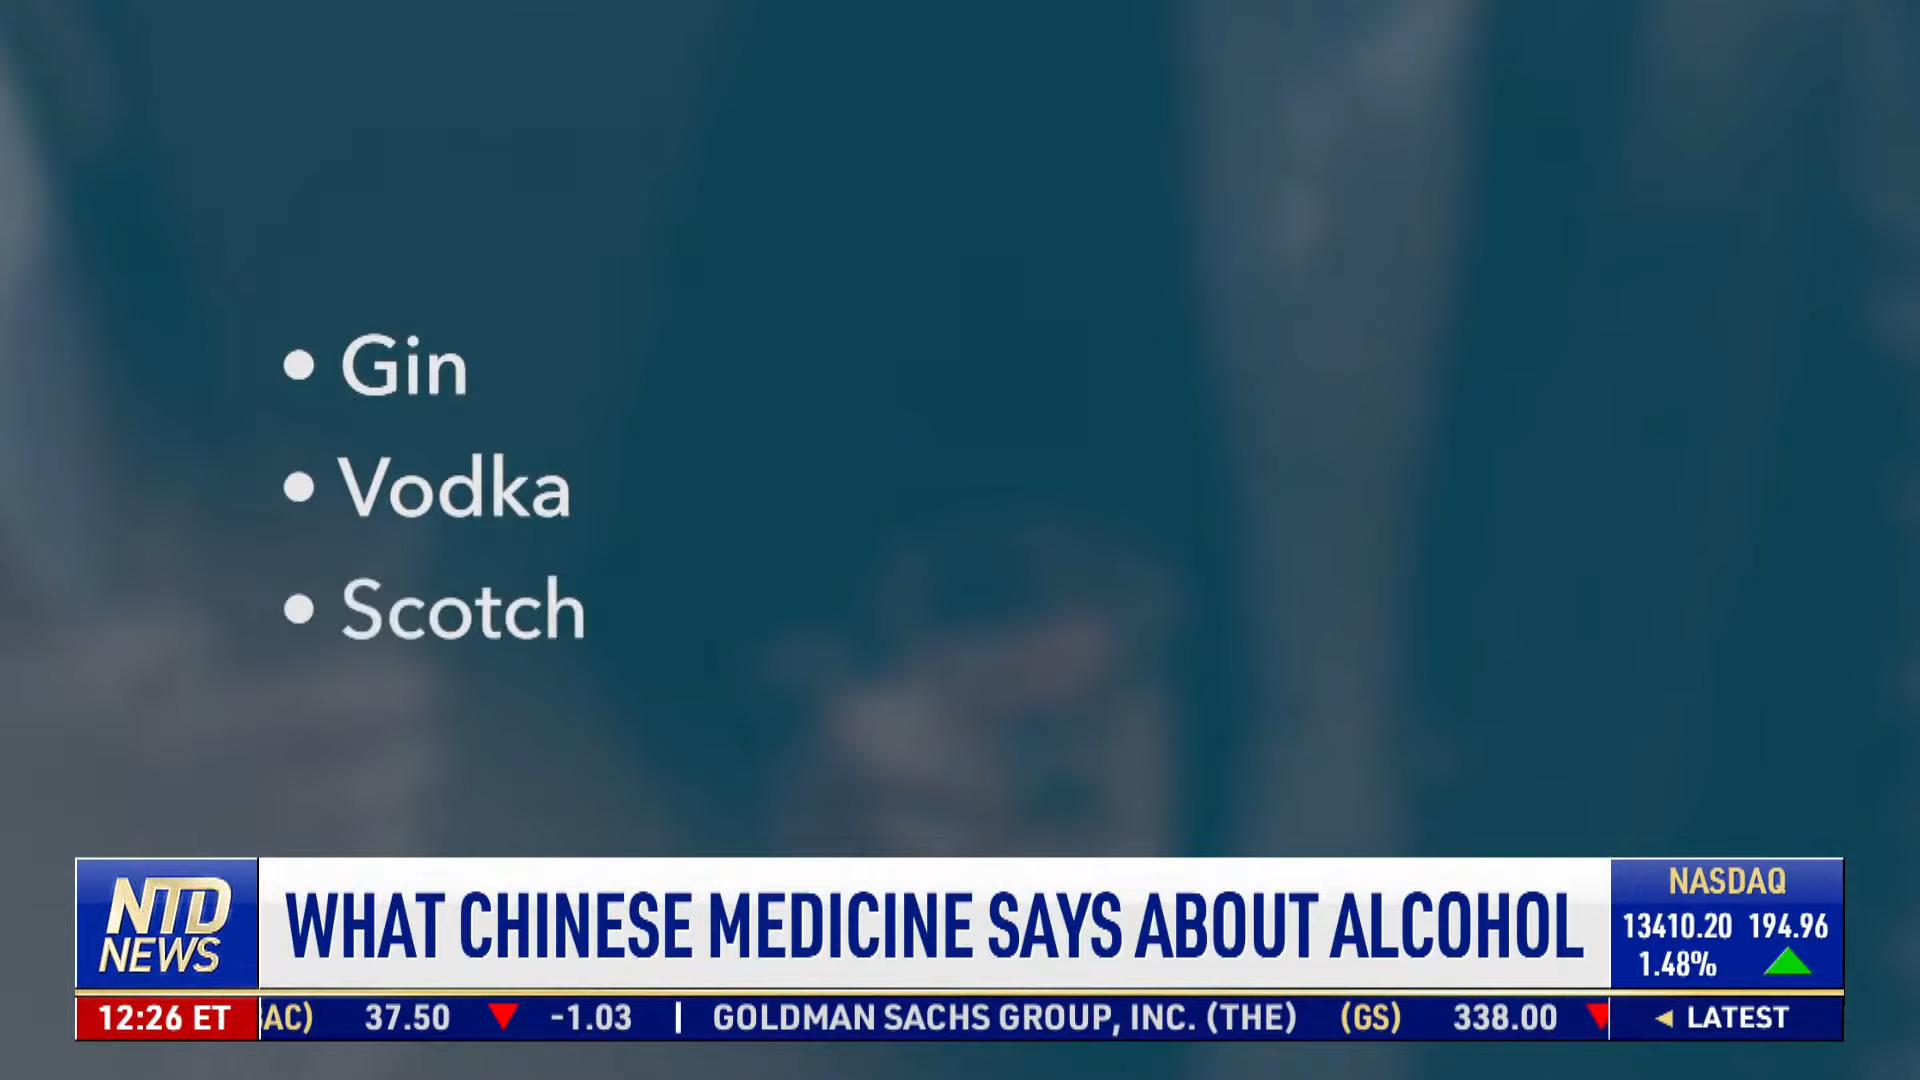 • Gin
• Vodka
• Scotch
NTD
NEWS
WHAT CHINESE MEDICINE SAYS ABOUT ALCOHOL
NASDAQ
13410.20 194.96
1.48%
12:26 ET
AC) 37.50 ▼ -1.03 | GOLDMAN SACHS GROUP, INC. (THE) (GS) 338.00 ▼
◄ LATEST